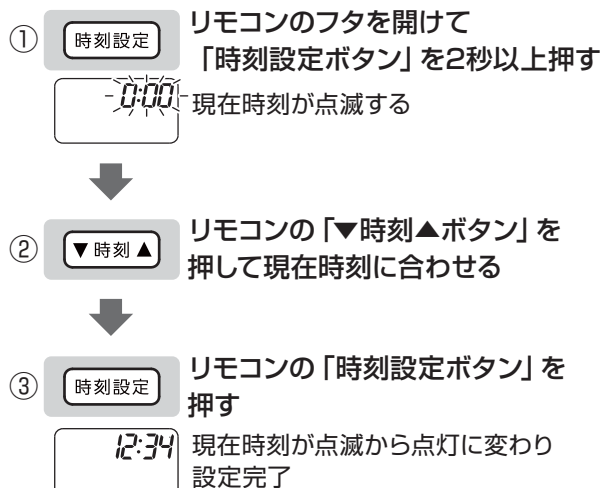 ① 時刻設定 リモコンのフタを開けて
「時刻設定ボタン」を2秒以上押す
0:00 現在時刻が点滅する
② ▼時刻▲ リモコンの「▼時刻▲ボタン」を
押して現在時刻に合わせる
③ 時刻設定 リモコンの「時刻設定ボタン」を
押す
12:34 現在時刻が点滅から点灯に変わり
設定完了